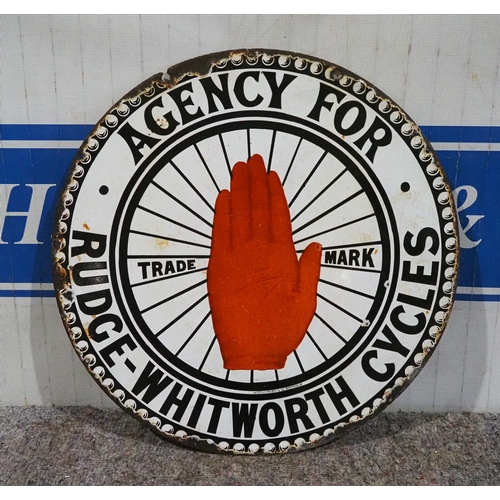 AGENCY FOR
TRADE MARK
RUDGE-WHITWORTH CYCLES
H &